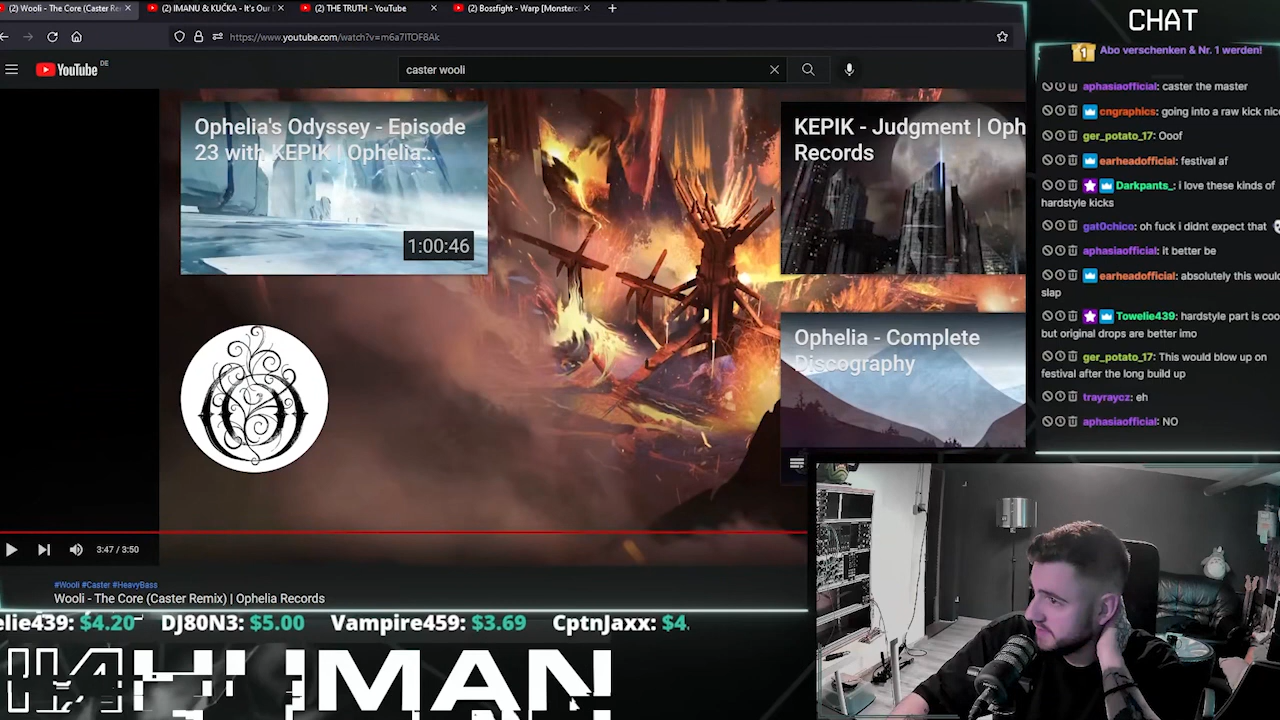 (2) Wooli - The Core (Caster Re
(2) IMANU & KUČKA - It's Our
(2) THE TRUTH - YouTube
(2) Bossfight - Warp [Monsterca
https://www.youtube.com/watch?v=m6a7lTOF8Ak
YouTube DE
caster wooli
Ophelia's Odyssey - Episode
23 with KEPIK | Ophelia...
1:00:46
KEPIK - Judgment | Oph
Records
Ophelia - Complete
Discography
3:47 / 3:50
#Wooli #Caster #HeavyBass
Wooli - The Core (Caster Remix) | Ophelia Records
elie439: $4.20 DJ80N3: $5.00 Vampire459: $3.69 CptnJaxx: $4.
HUMAN
CHAT
1 Abo verschenken & Nr. 1 werden!
aphasiaofficial: caster the master
cngraphics: going into a raw kick nice
ger_potato_17: Ooof
earheadofficial: festival af
Darkpants_: i love these kinds of
hardstyle kicks
gat0chico: oh fuck i didnt expect that
aphasiaofficial: it better be
earheadofficial: absolutely this would
slap
Towelie439: hardstyle part is coo
but original drops are better imo
ger_potato_17: This would blow up on
festival after the long build up
trayraycz: eh
aphasiaofficial: NO